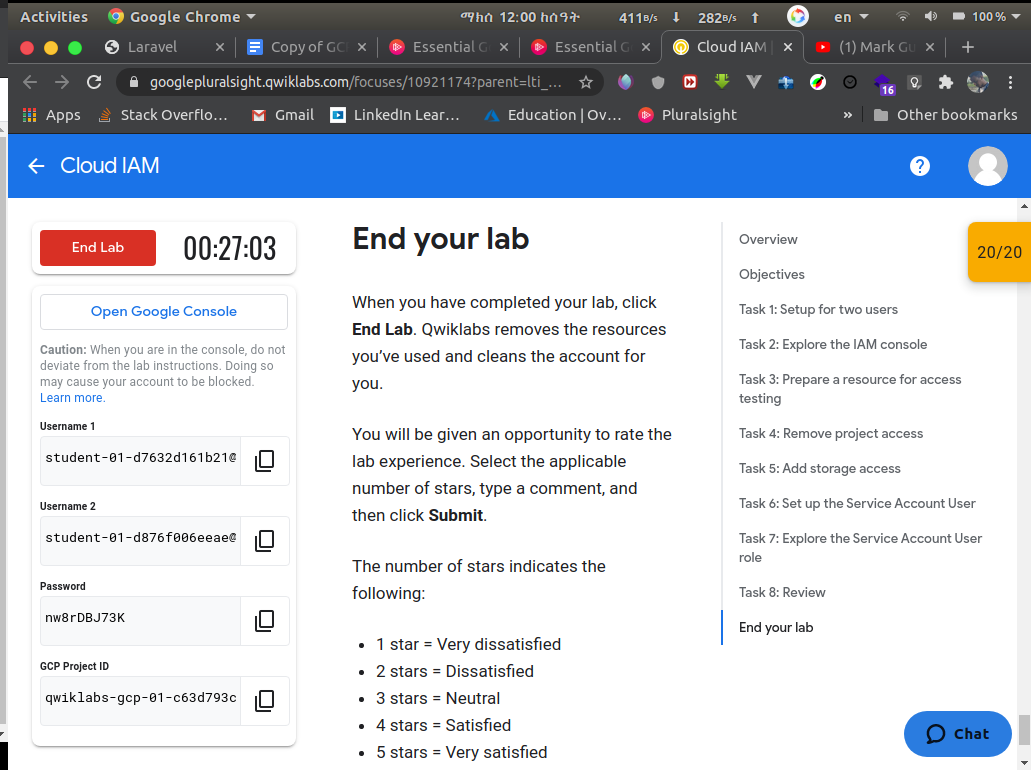 Activities
Google Chrome
ማክሰ 12:00 ከሰዓት
411B/s
282B/s
en
100 %
Laravel
Copy of GC
Essential G
Essential G
Cloud IAM
(1) Mark Gu
googlepluralsight.qwiklabs.com/focuses/10921174?parent=lti_...
16
Apps
Stack Overflo...
Gmail
LinkedIn Lear...
Education | Ov...
Pluralsight
»
Other bookmarks
Cloud IAM
End Lab
00:27:03
Open Google Console
Caution: When you are in the console, do not
deviate from the lab instructions. Doing so
may cause your account to be blocked.
Learn more.
Username 1
student-01-d7632d161b21@
Username 2
student-01-d876f006eeae@
Password
nw8rDBJ73K
GCP Project ID
qwiklabs-gcp-01-c63d793c
End your lab
When you have completed your lab, click
End Lab. Qwiklabs removes the resources
you’ve used and cleans the account for
you.
You will be given an opportunity to rate the
lab experience. Select the applicable
number of stars, type a comment, and
then click Submit.
The number of stars indicates the
following:
• 1 star = Very dissatisfied
• 2 stars = Dissatisfied
• 3 stars = Neutral
• 4 stars = Satisfied
• 5 stars = Very satisfied
Overview
Objectives
Task 1: Setup for two users
Task 2: Explore the IAM console
Task 3: Prepare a resource for access
testing
Task 4: Remove project access
Task 5: Add storage access
Task 6: Set up the Service Account User
Task 7: Explore the Service Account User
role
Task 8: Review
End your lab
20/20
Chat